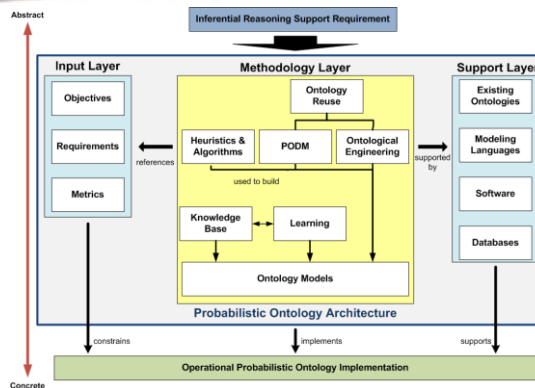 Abstract
Inferential Reasoning Support Requirement
Input Layer
Methodology Layer
Support Layer
Objectives
Requirements
Metrics
Ontology
Reuse
Heuristics &
Algorithms
PODM
Ontological
Engineering
references
supported
by
used to build
Knowledge
Base
Learning
Ontology Models
Existing
Ontologies
Modeling
Languages
Software
Databases
Probabilistic Ontology Architecture
constrains
implements
supports
Operational Probabilistic Ontology Implementation
Concrete